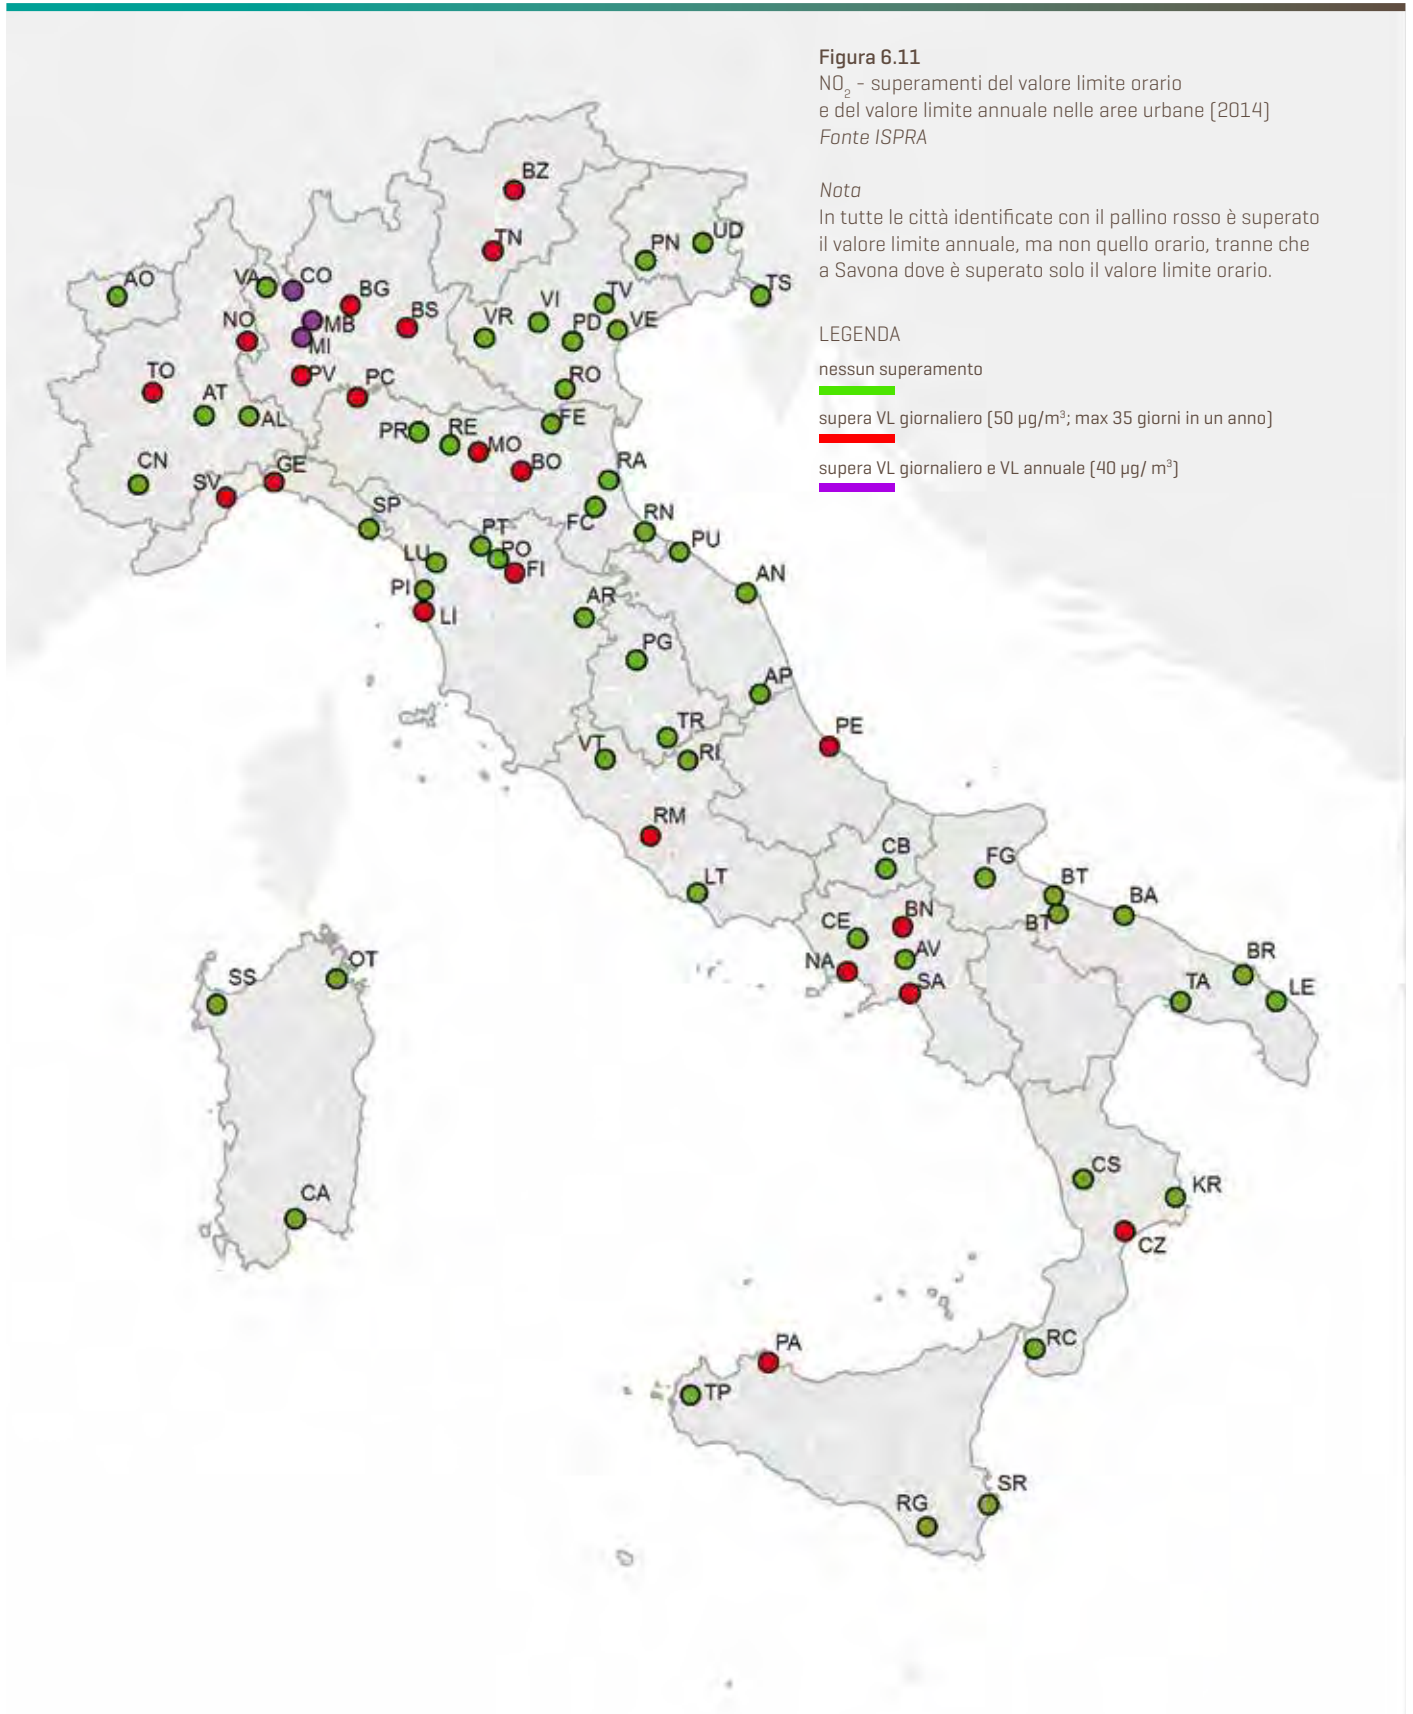 Figura 6.11
NO₂ - superamenti del valore limite orario
e del valore limite annuale nelle aree urbane (2014)
Fonte ISPRA
Nota
In tutte le città identificate con il pallino rosso è superato
il valore limite annuale, ma non quello orario, tranne che
a Savona dove è superato solo il valore limite orario.
LEGENDA
nessun superamento
supera VL giornaliero (50 µg/m³; max 35 giorni in un anno)
supera VL giornaliero e VL annuale (40 µg/ m³)
BZ
TN
UD
PN
TS
AO
VA
CO
BG
BS
VR
VI
TV
PD
VE
NO
MB
MI
TO
PV
PC
RO
AT
AL
PR
RE
MO
FE
BO
CN
SV
GE
RA
SP
FC
RN
PT
PO
FI
PU
LU
PI
LI
AN
AR
PG
AP
TR
VT
RI
PE
RM
CB
FG
LT
BT
BT
BA
CE
BN
NA
AV
SA
BR
TA
LE
SS
OT
CA
CS
KR
CZ
RC
PA
TP
SR
RG